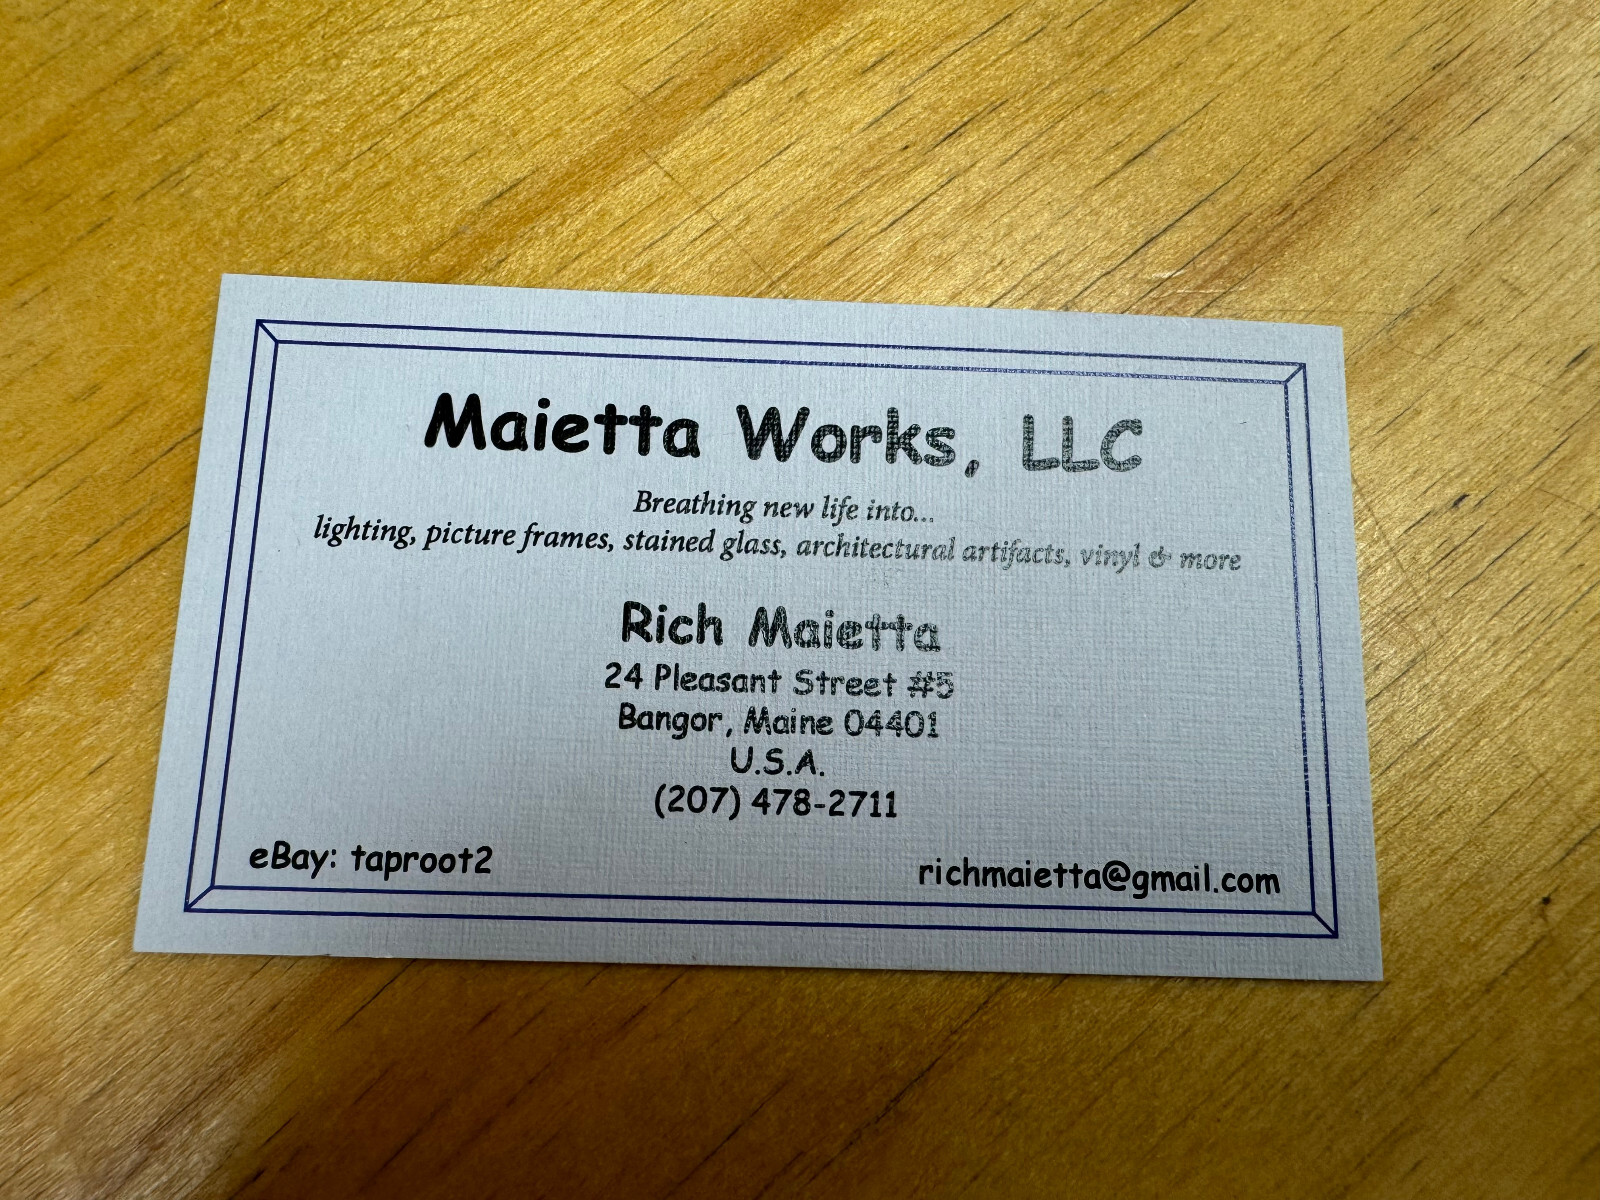 Maietta Works, LLC
Breathing new life into...
lighting, picture frames, stained glass, architectural artifacts, vinyl & more
Rich Maietta
24 Pleasant Street #5
Bangor, Maine 04401
U.S.A.
(207) 478-2711
eBay: taproot2
richmaietta@gmail.com